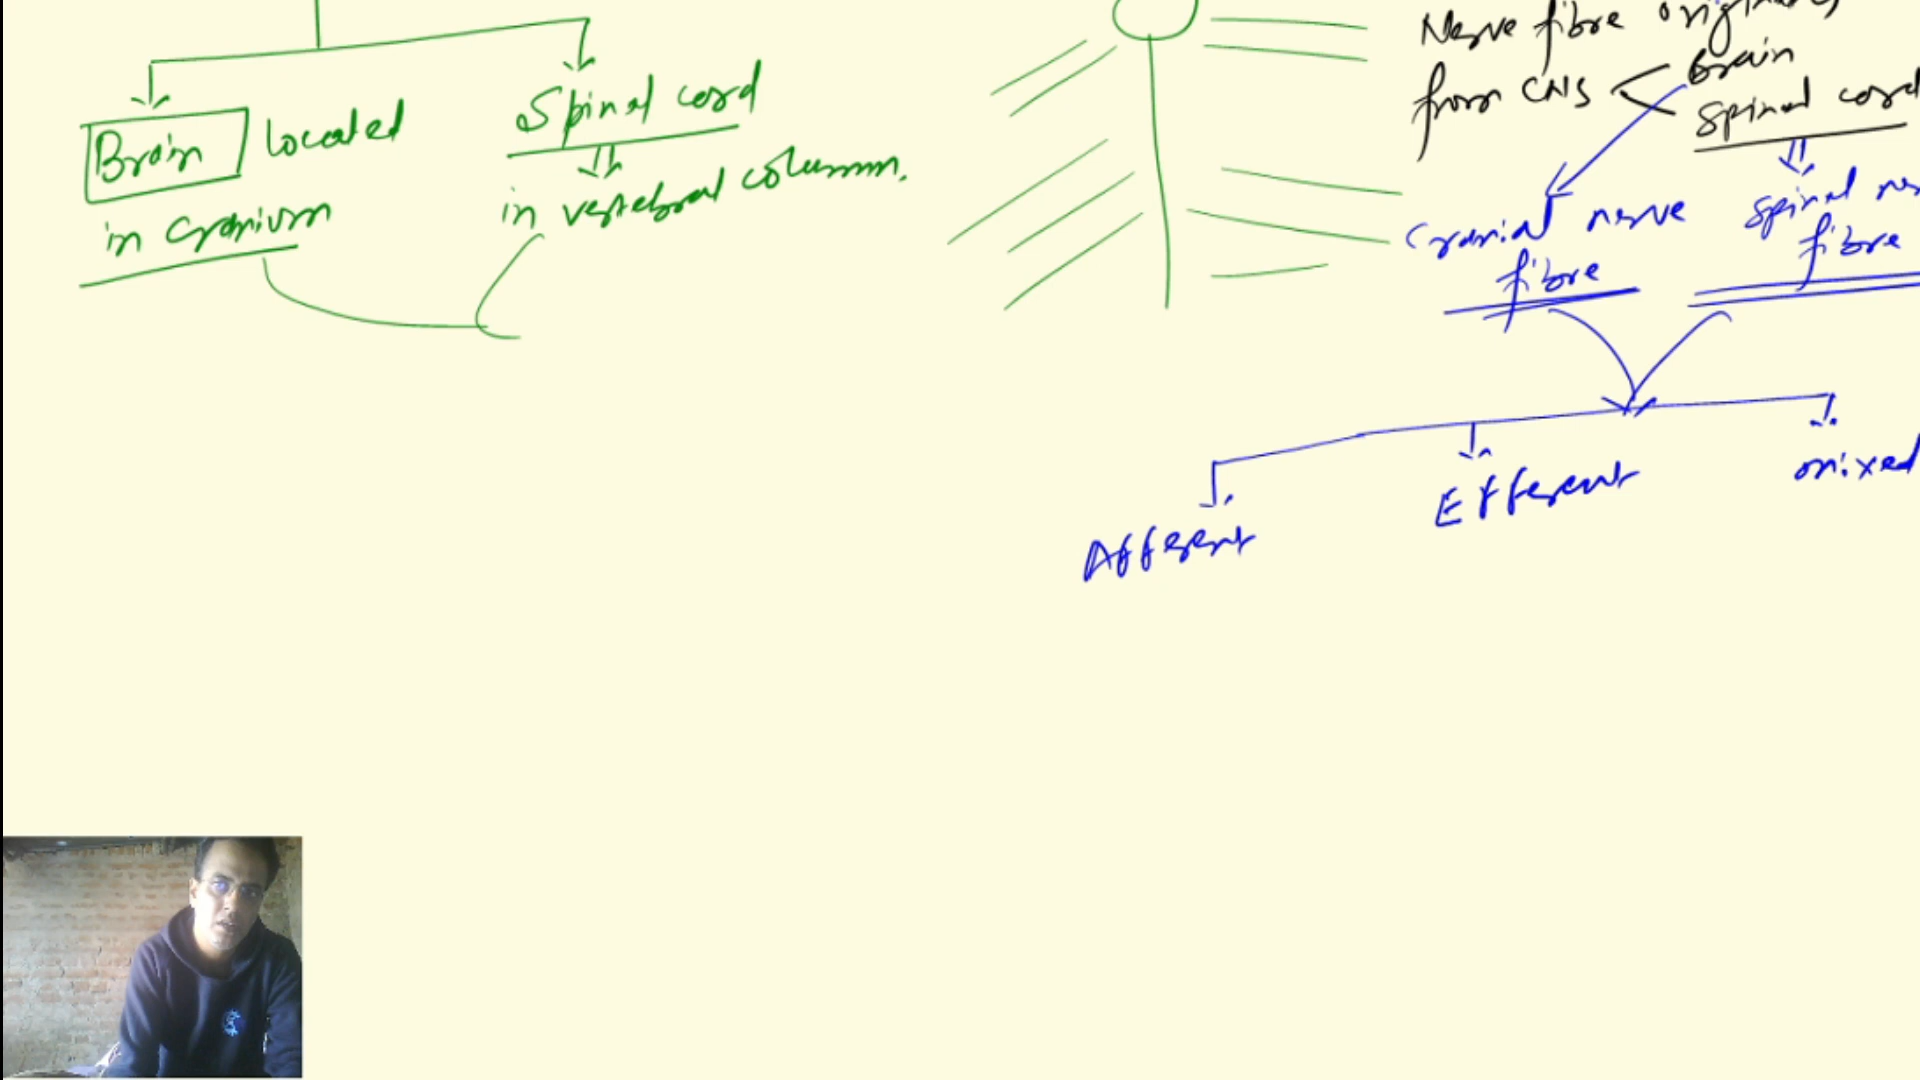 Brain located
in cranium
Spinal cord
in vertebral column.
Nerve fibre
from CNS
Brain
spinal cord
cranial nerve
fibre
spinal
fibre
Afferent
Efferent
mixed